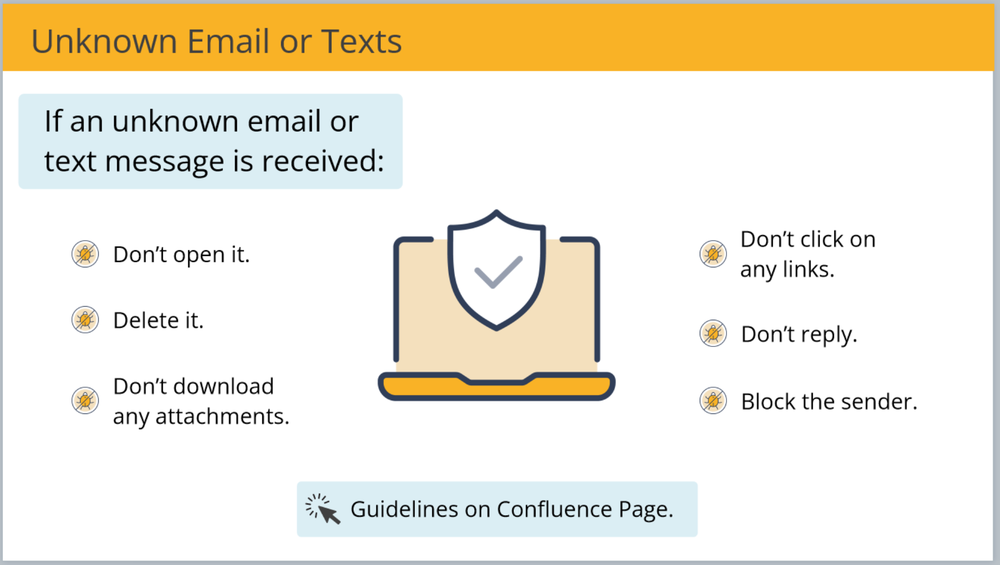 Unknown Email or Texts
If an unknown email or
text message is received:
Don’t open it.
Delete it.
Don’t download
any attachments.
Don’t click on
any links.
Don’t reply.
Block the sender.
Guidelines on Confluence Page.